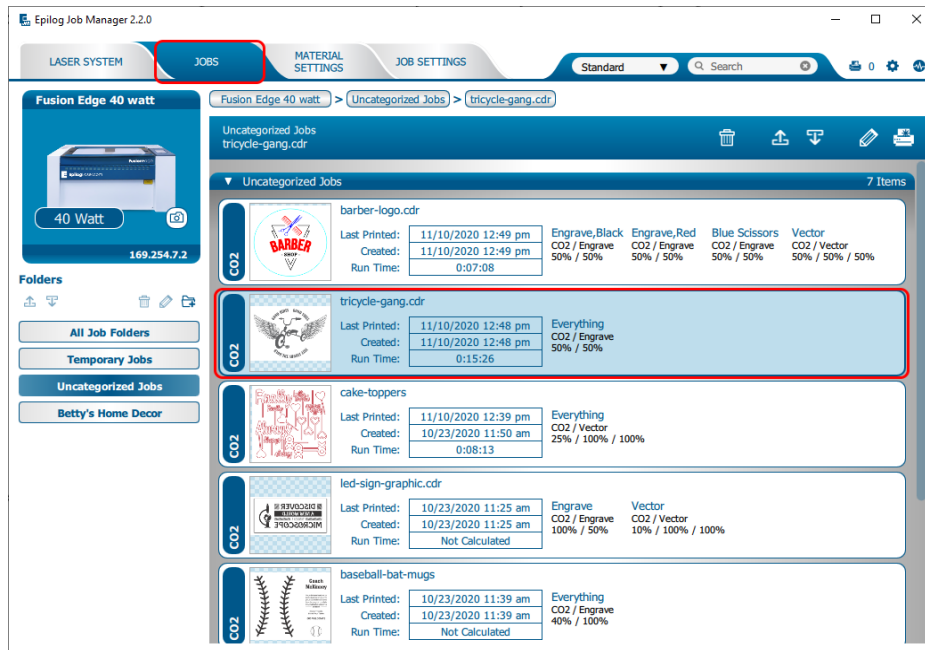 Epilog Job Manager 2.2.0
LASER SYSTEM
JOBS
MATERIAL
SETTINGS
JOB SETTINGS
Standard
Search
0
Fusion Edge 40 watt
40 Watt
169.254.7.2
Folders
All Job Folders
Temporary Jobs
Uncategorized Jobs
Betty's Home Decor
Fusion Edge 40 watt > Uncategorized Jobs > tricycle-gang.cdr
Uncategorized Jobs
tricycle-gang.cdr
Uncategorized Jobs 7 Items
CO2
BARBER
SHOP
barber-logo.cdr
Last Printed: 11/10/2020 12:49 pm
Created: 11/10/2020 12:49 pm
Run Time: 0:07:08
Engrave,Black Engrave,Red Blue Scissors Vector
CO2 / Engrave CO2 / Engrave CO2 / Engrave CO2 / Vector
50% / 50% 50% / 50% 50% / 50% 50% / 50% / 50%
CO2
tricycle-gang.cdr
Last Printed: 11/10/2020 12:48 pm
Created: 11/10/2020 12:48 pm
Run Time: 0:15:26
Everything
CO2 / Engrave
50% / 50%
CO2
cake-toppers
Last Printed: 11/10/2020 12:39 pm
Created: 10/23/2020 11:50 am
Run Time: 0:08:13
Everything
CO2 / Vector
25% / 100% / 100%
CO2
DISCOVER
A NEW WORLD
MICROSCOPE
led-sign-graphic.cdr
Last Printed: 10/23/2020 11:25 am
Created: 10/23/2020 11:25 am
Run Time: Not Calculated
Engrave Vector
CO2 / Engrave CO2 / Vector
100% / 50% 10% / 100% / 100%
CO2
Coach
baseball-bat-mugs
Last Printed: 10/23/2020 11:39 am
Created: 10/23/2020 11:39 am
Run Time: Not Calculated
Everything
CO2 / Engrave
40% / 100%